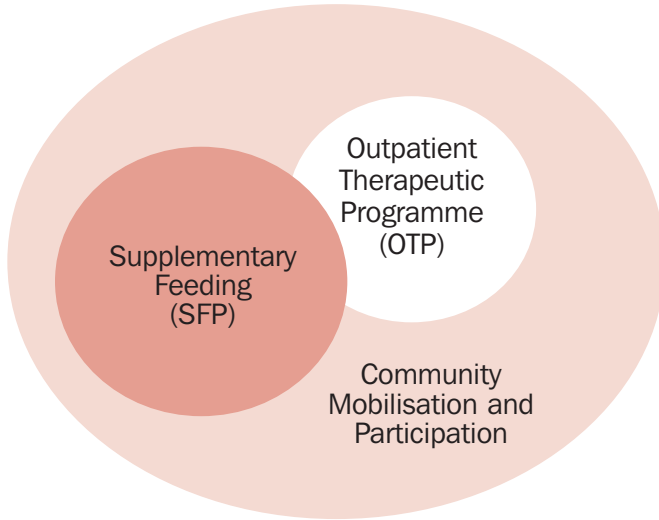 Outpatient
Therapeutic
Programme
(OTP)
Supplementary
Feeding
(SFP)
Community
Mobilisation and
Participation